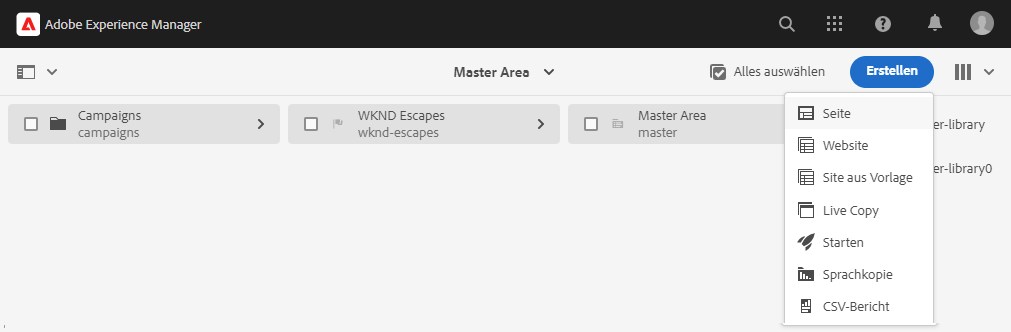 Adobe Experience Manager
Master Area
Alles auswählen
Erstellen
Campaigns
campaigns
WKND Escapes
wknd-escapes
Master Area
master
er-library
er-library0
Seite
Website
Site aus Vorlage
Live Copy
Starten
Sprachkopie
CSV-Bericht